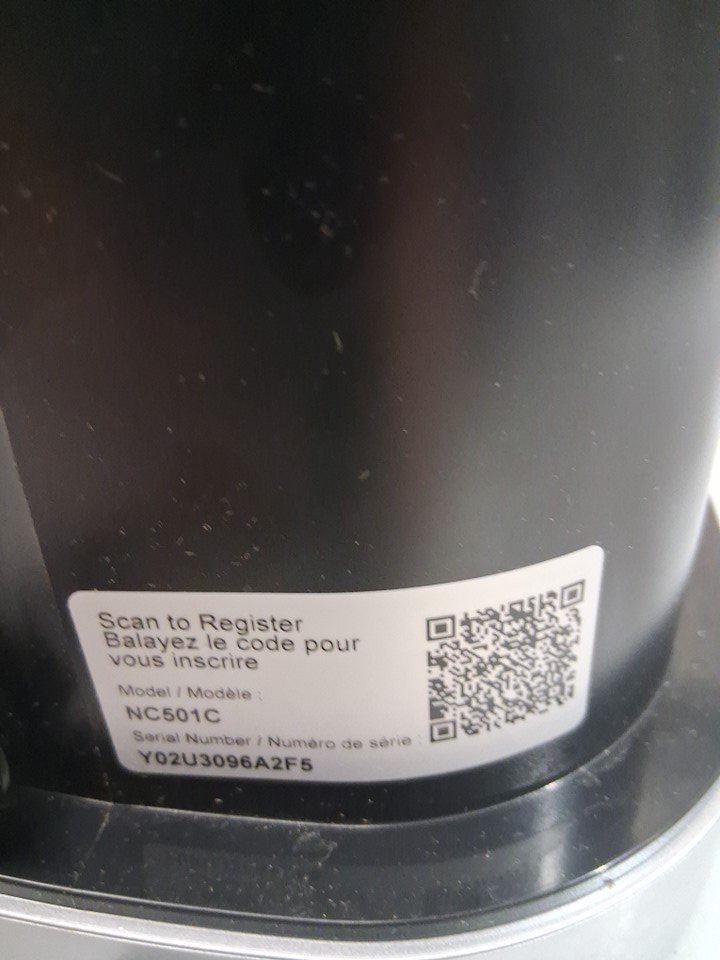 Scan to Register
Balayez le code pour
vous inscrire
Model / Modèle :
NC501C
Serial Number / Numéro de série :
Y02U3096A2F5